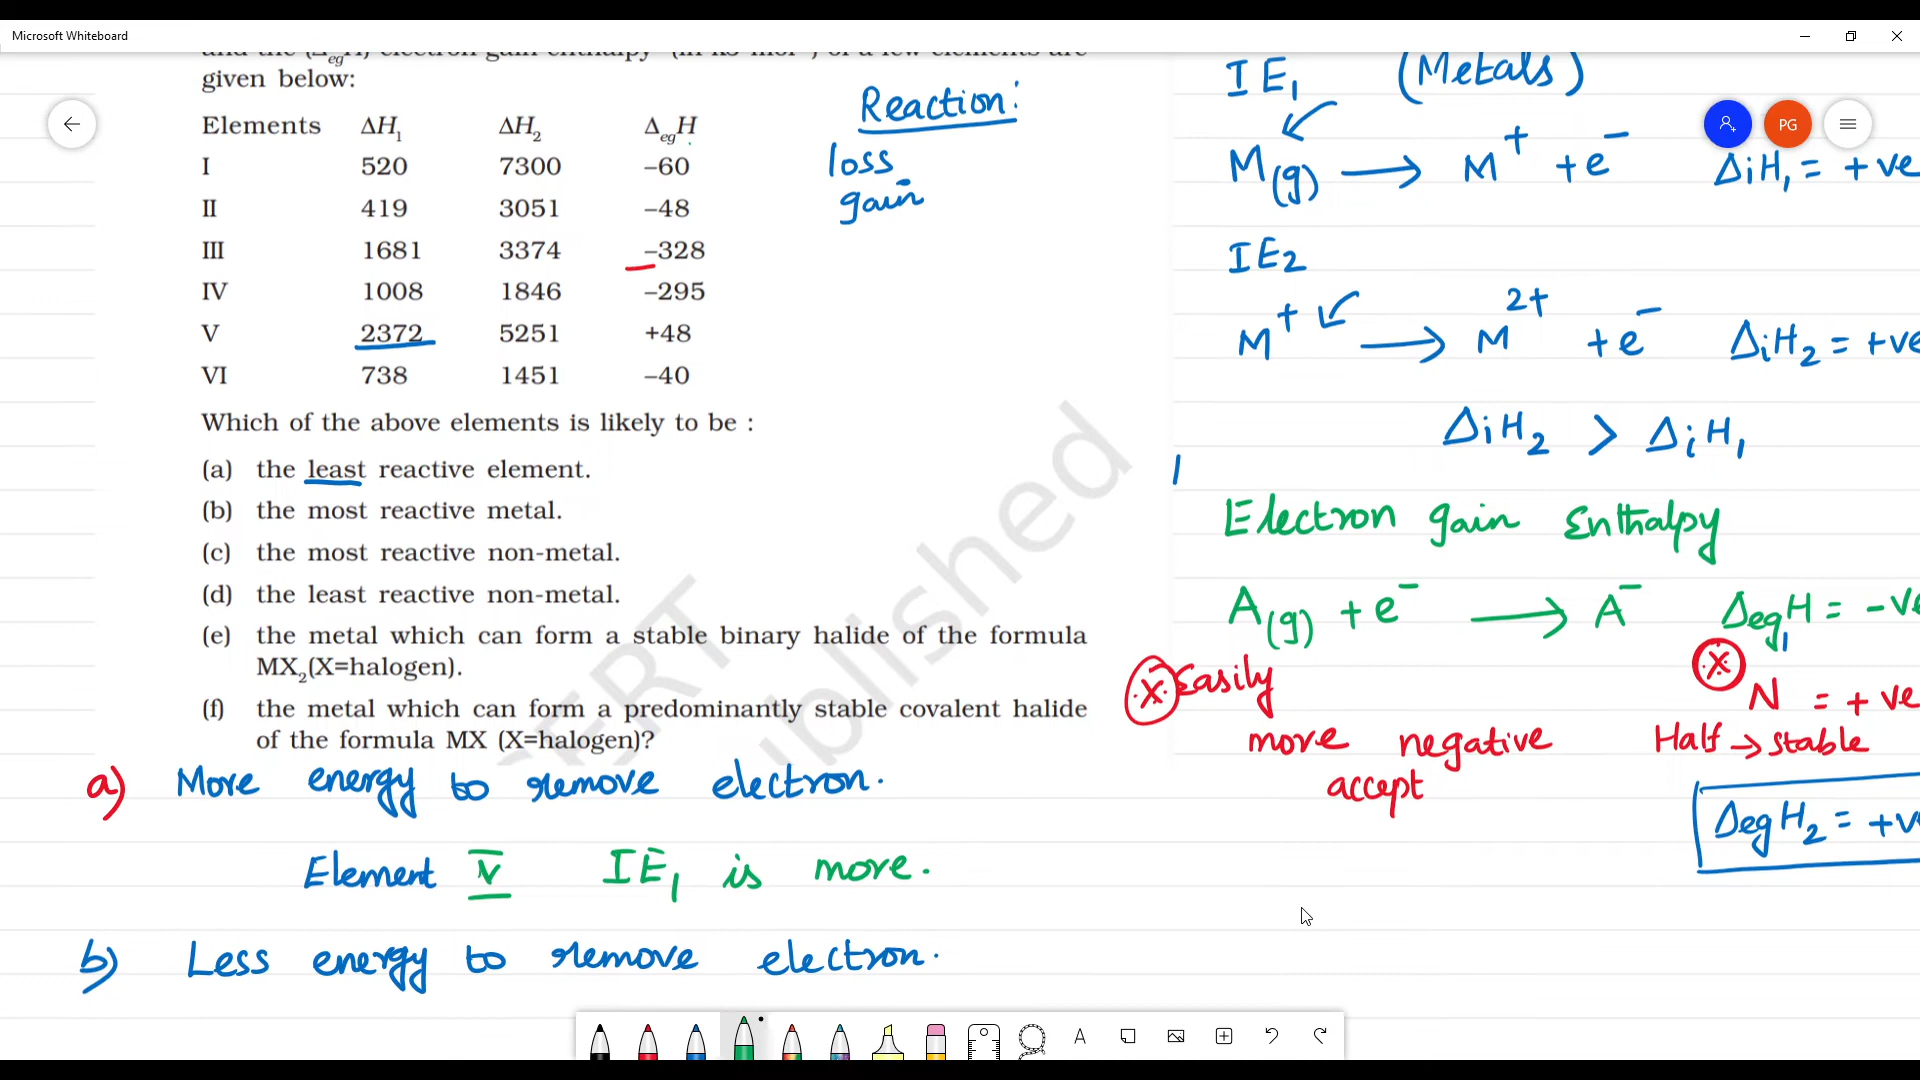 Microsoft Whiteboard
given below:
Elements ΔH₁ ΔH₂ Δ_egH
I 520 7300 –60
II 419 3051 –48
III 1681 3374 –328
IV 1008 1846 –295
V 2372 5251 +48
VI 738 1451 –40
Which of the above elements is likely to be :
(a) the least reactive element.
(b) the most reactive metal.
(c) the most reactive non-metal.
(d) the least reactive non-metal.
(e) the metal which can form a stable binary halide of the formula
MX₂(X=halogen).
(f) the metal which can form a predominantly stable covalent halide
of the formula MX (X=halogen)?
Reaction:
loss
gain
a) More energy to remove electron.
Element V IE₁ is more.
b) Less energy to remove electron.
IE₁ (Metals)
PG
M(g) → M⁺ + e⁻ ΔiH₁ = +ve
IE₂
M⁺ → M²⁺ + e⁻ ΔiH₂ = +ve
ΔiH₂ > ΔiH₁
Electron gain Enthalpy
A(g) + e⁻ → A⁻ ΔegH₁ = -ve
Easily
N = +ve
more negative
Half → stable
accept
ΔegH₂ = +v
A